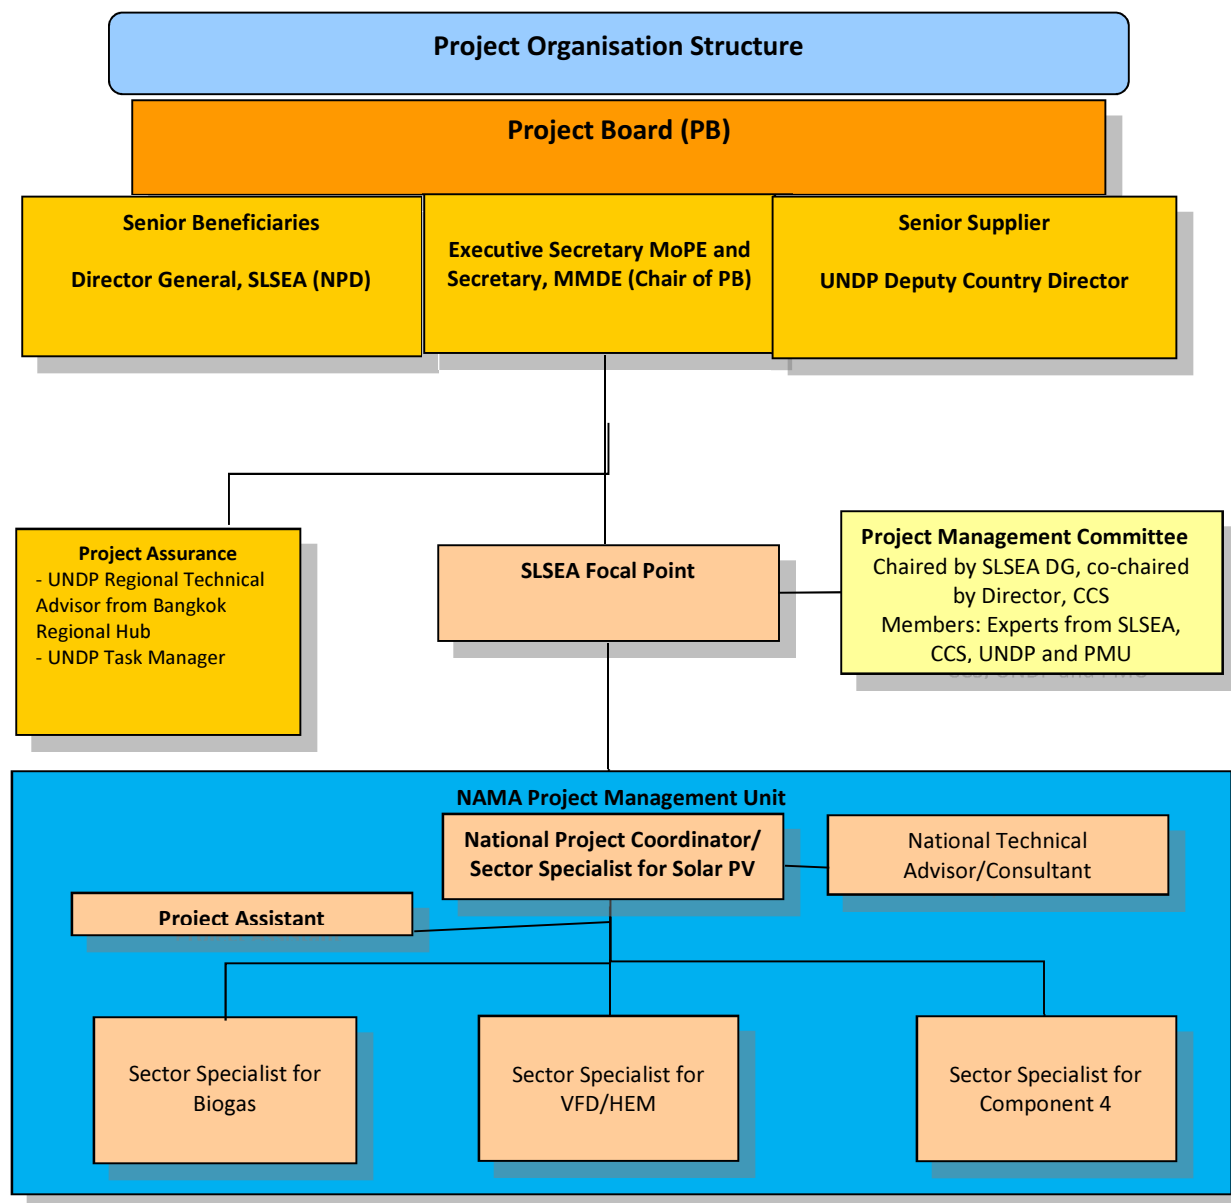 Project Organisation Structure
Project Board (PB)
Senior Beneficiaries
Director General, SLSEA (NPD)
Executive Secretary MoPE and
Secretary, MMDE (Chair of PB)
Senior Supplier
UNDP Deputy Country Director
Project Assurance
- UNDP Regional Technical
Advisor from Bangkok
Regional Hub
- UNDP Task Manager
SLSEA Focal Point
Project Management Committee
Chaired by SLSEA DG, co-chaired
by Director, CCS
Members: Experts from SLSEA,
CCS, UNDP and PMU
NAMA Project Management Unit
National Project Coordinator/
Sector Specialist for Solar PV
National Technical
Advisor/Consultant
Project Assistant
Sector Specialist for
Biogas
Sector Specialist for
VFD/HEM
Sector Specialist for
Component 4